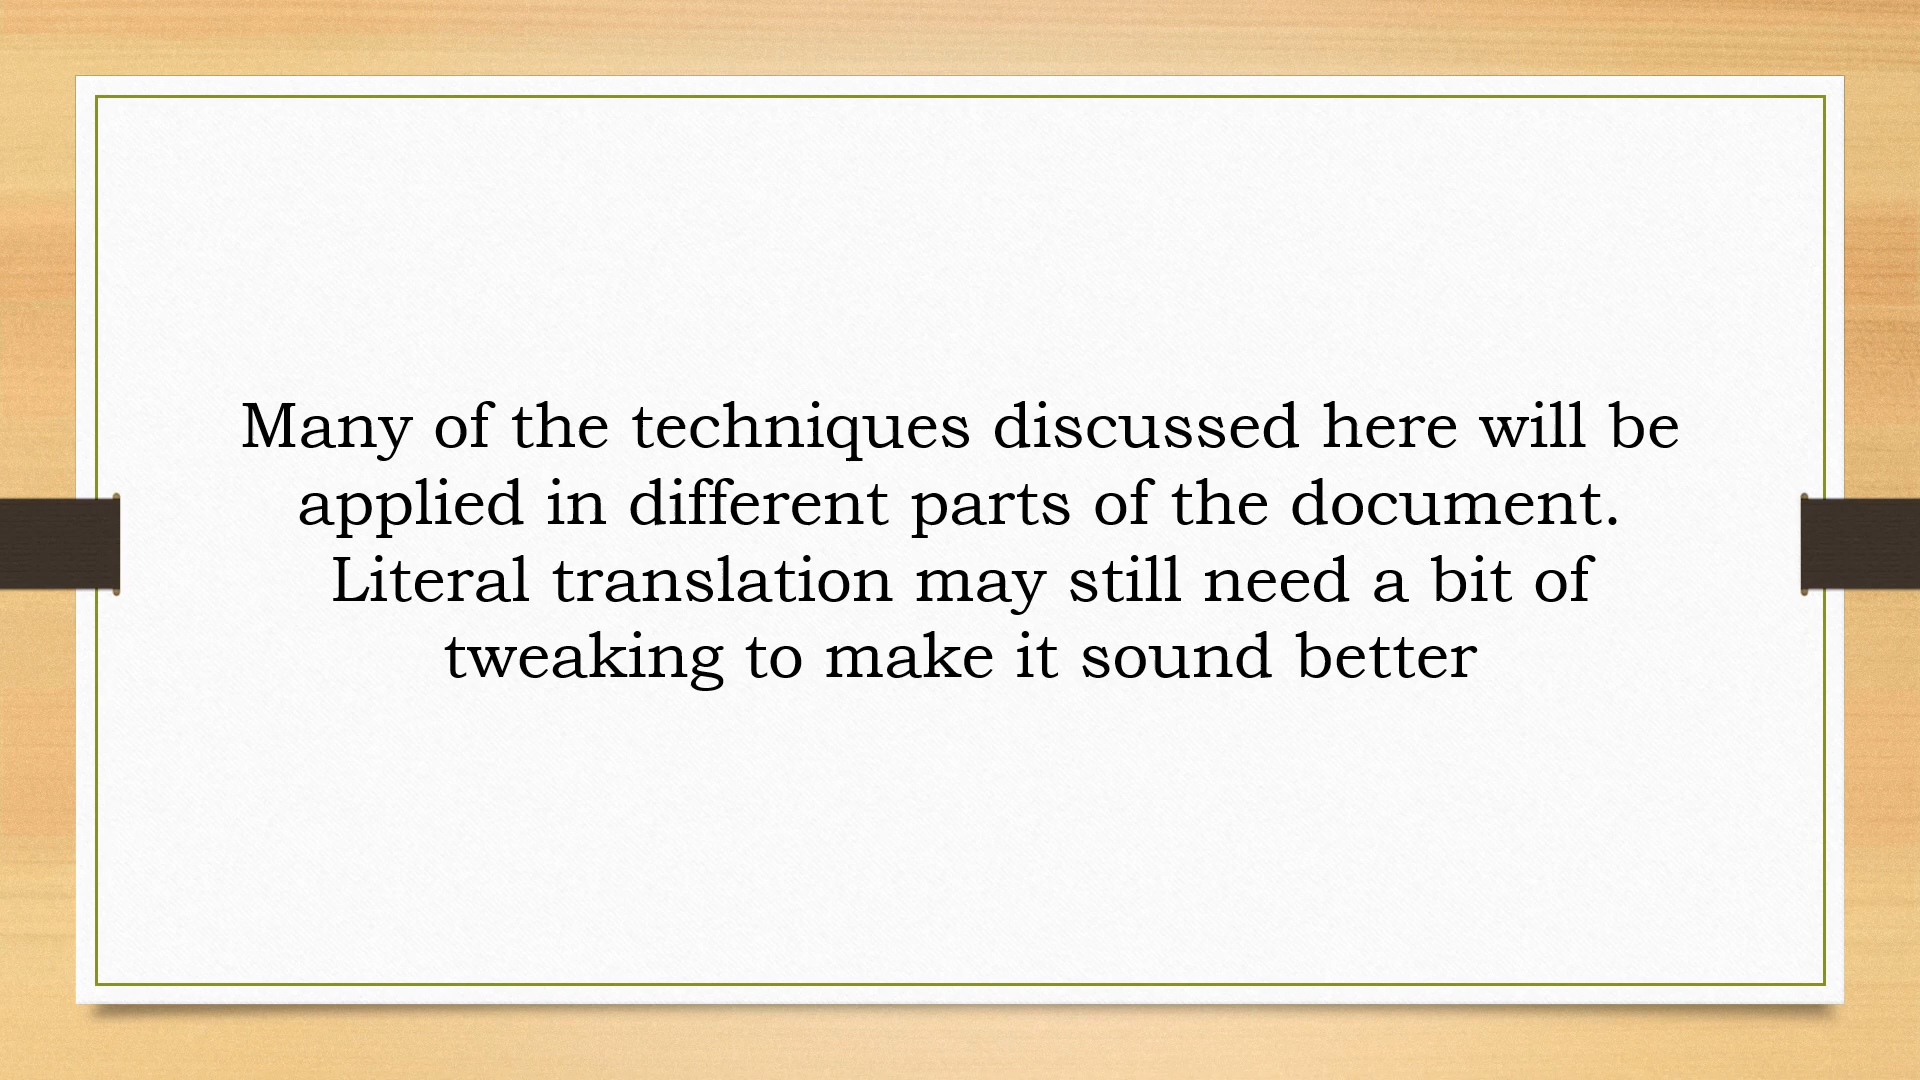 Many of the techniques discussed here will be
applied in different parts of the document.
Literal translation may still need a bit of
tweaking to make it sound better